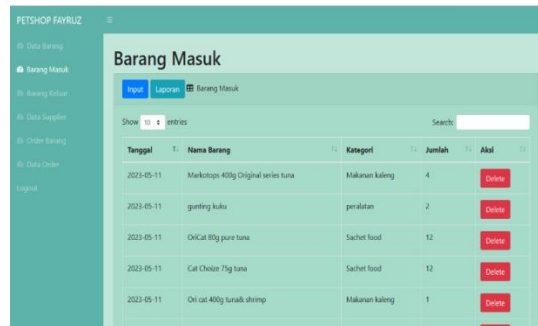 PETSHOP FAYRUZ
Data Barang
Barang Masuk
Barang Keluar
Data Supplier
Order Barang
Data Order
Logout
Barang Masuk
Input Laporan Barang Masuk
Show 10 entries Search:
Tanggal Nama Barang Kategori Jumlah Aksi
2023-05-11 Markotops 400g Original series tuna Makanan kaleng 4 Delete
2023-05-11 gunting kuku peralatan 2 Delete
2023-05-11 OriCat 80g pure tuna Sachet food 12 Delete
2023-05-11 Cat Choize 75g tuna Sachet food 12 Delete
2023-05-11 Ori cat 400g tuna& shrimp Makanan kaleng 1 Delete